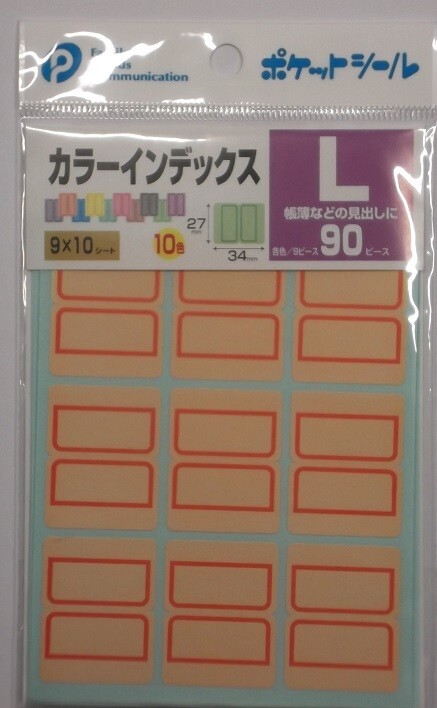 Family
Communication
ポケットシール
カラーインデックス
L
帳簿などの見出しに
各色/9ピース 90 ピース
9×10シート
10色
27mm
34mm